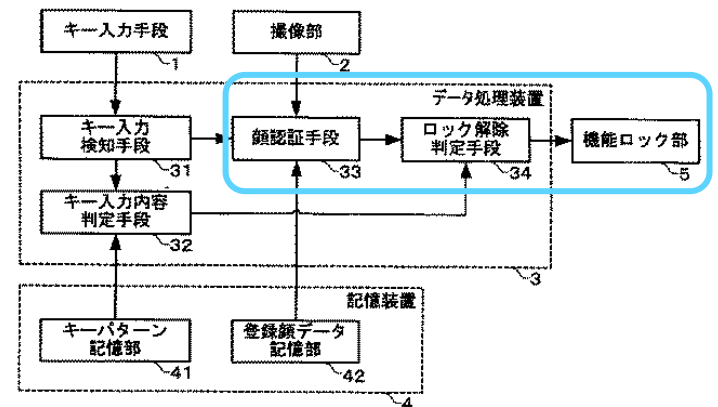 キー入力手段
1
撮像部
2
データ処理装置
キー入力
検知手段
31
顔認証手段
33
ロック解除
判定手段
34
機能ロック部
5
キー入力内容
判定手段
32
3
記憶装置
キーパターン
記憶部
41
登録顔データ
記憶部
42
4